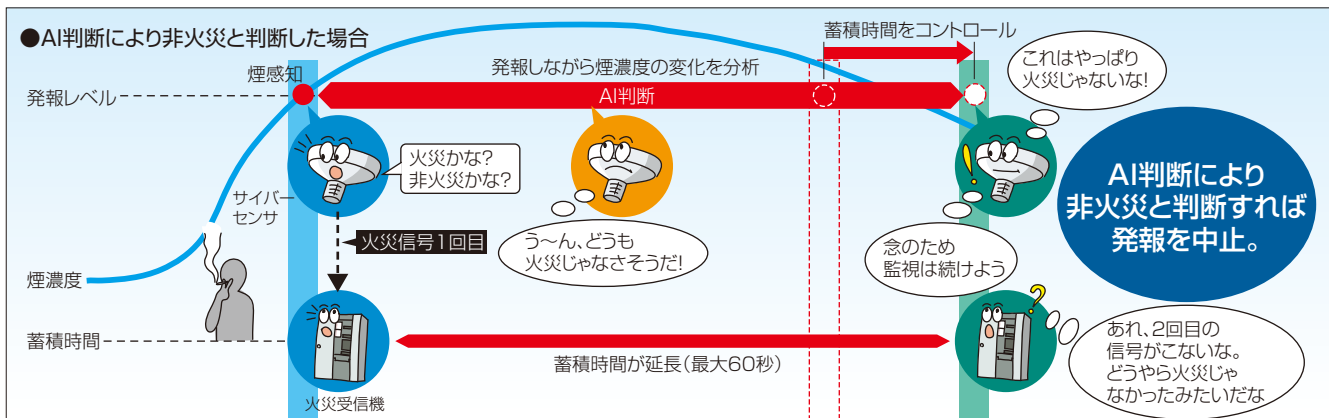 ●AI判断により非火災と判断した場合
蓄積時間をコントロール
これはやっぱり
火災じゃないな!
煙感知
発報しながら煙濃度の変化を分析
発報レベル
AI判断
火災かな?
非火災かな?
サイバー
センサ
火災信号1回目
う～ん、どうも
火災じゃなさそうだ!
念のため
監視は続けよう
AI判断により
非火災と判断すれば
発報を中止。
煙濃度
蓄積時間
蓄積時間が延長(最大60秒)
火災受信機
あれ、2回目の
信号がこないな。
どうやら火災じゃ
なかったみたいだな